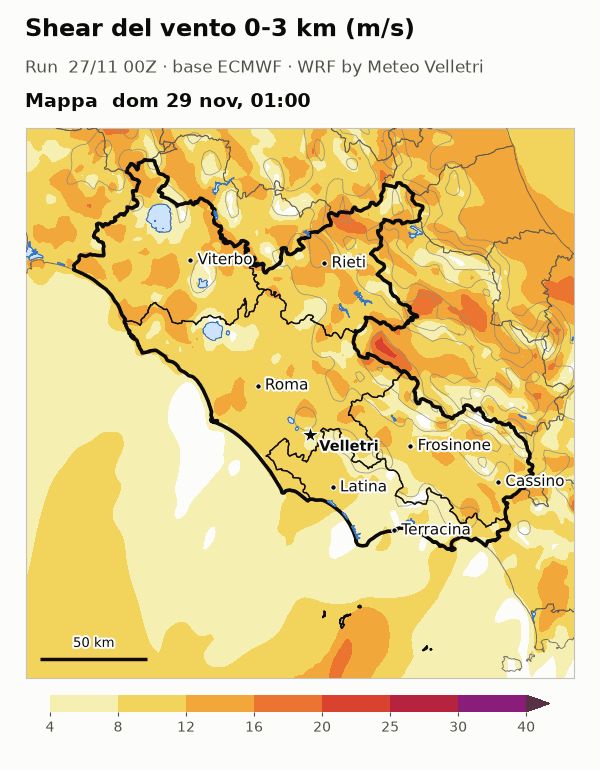 Shear del vento 0-3 km (m/s)
Run  27/11 00Z · base ECMWF · WRF by Meteo Velletri
Mappa  dom 29 nov, 01:00
Viterbo
Rieti
Roma
Velletri
Frosinone
Cassino
Latina
Terracina
50 km
4 8 12 16 20 25 30 40